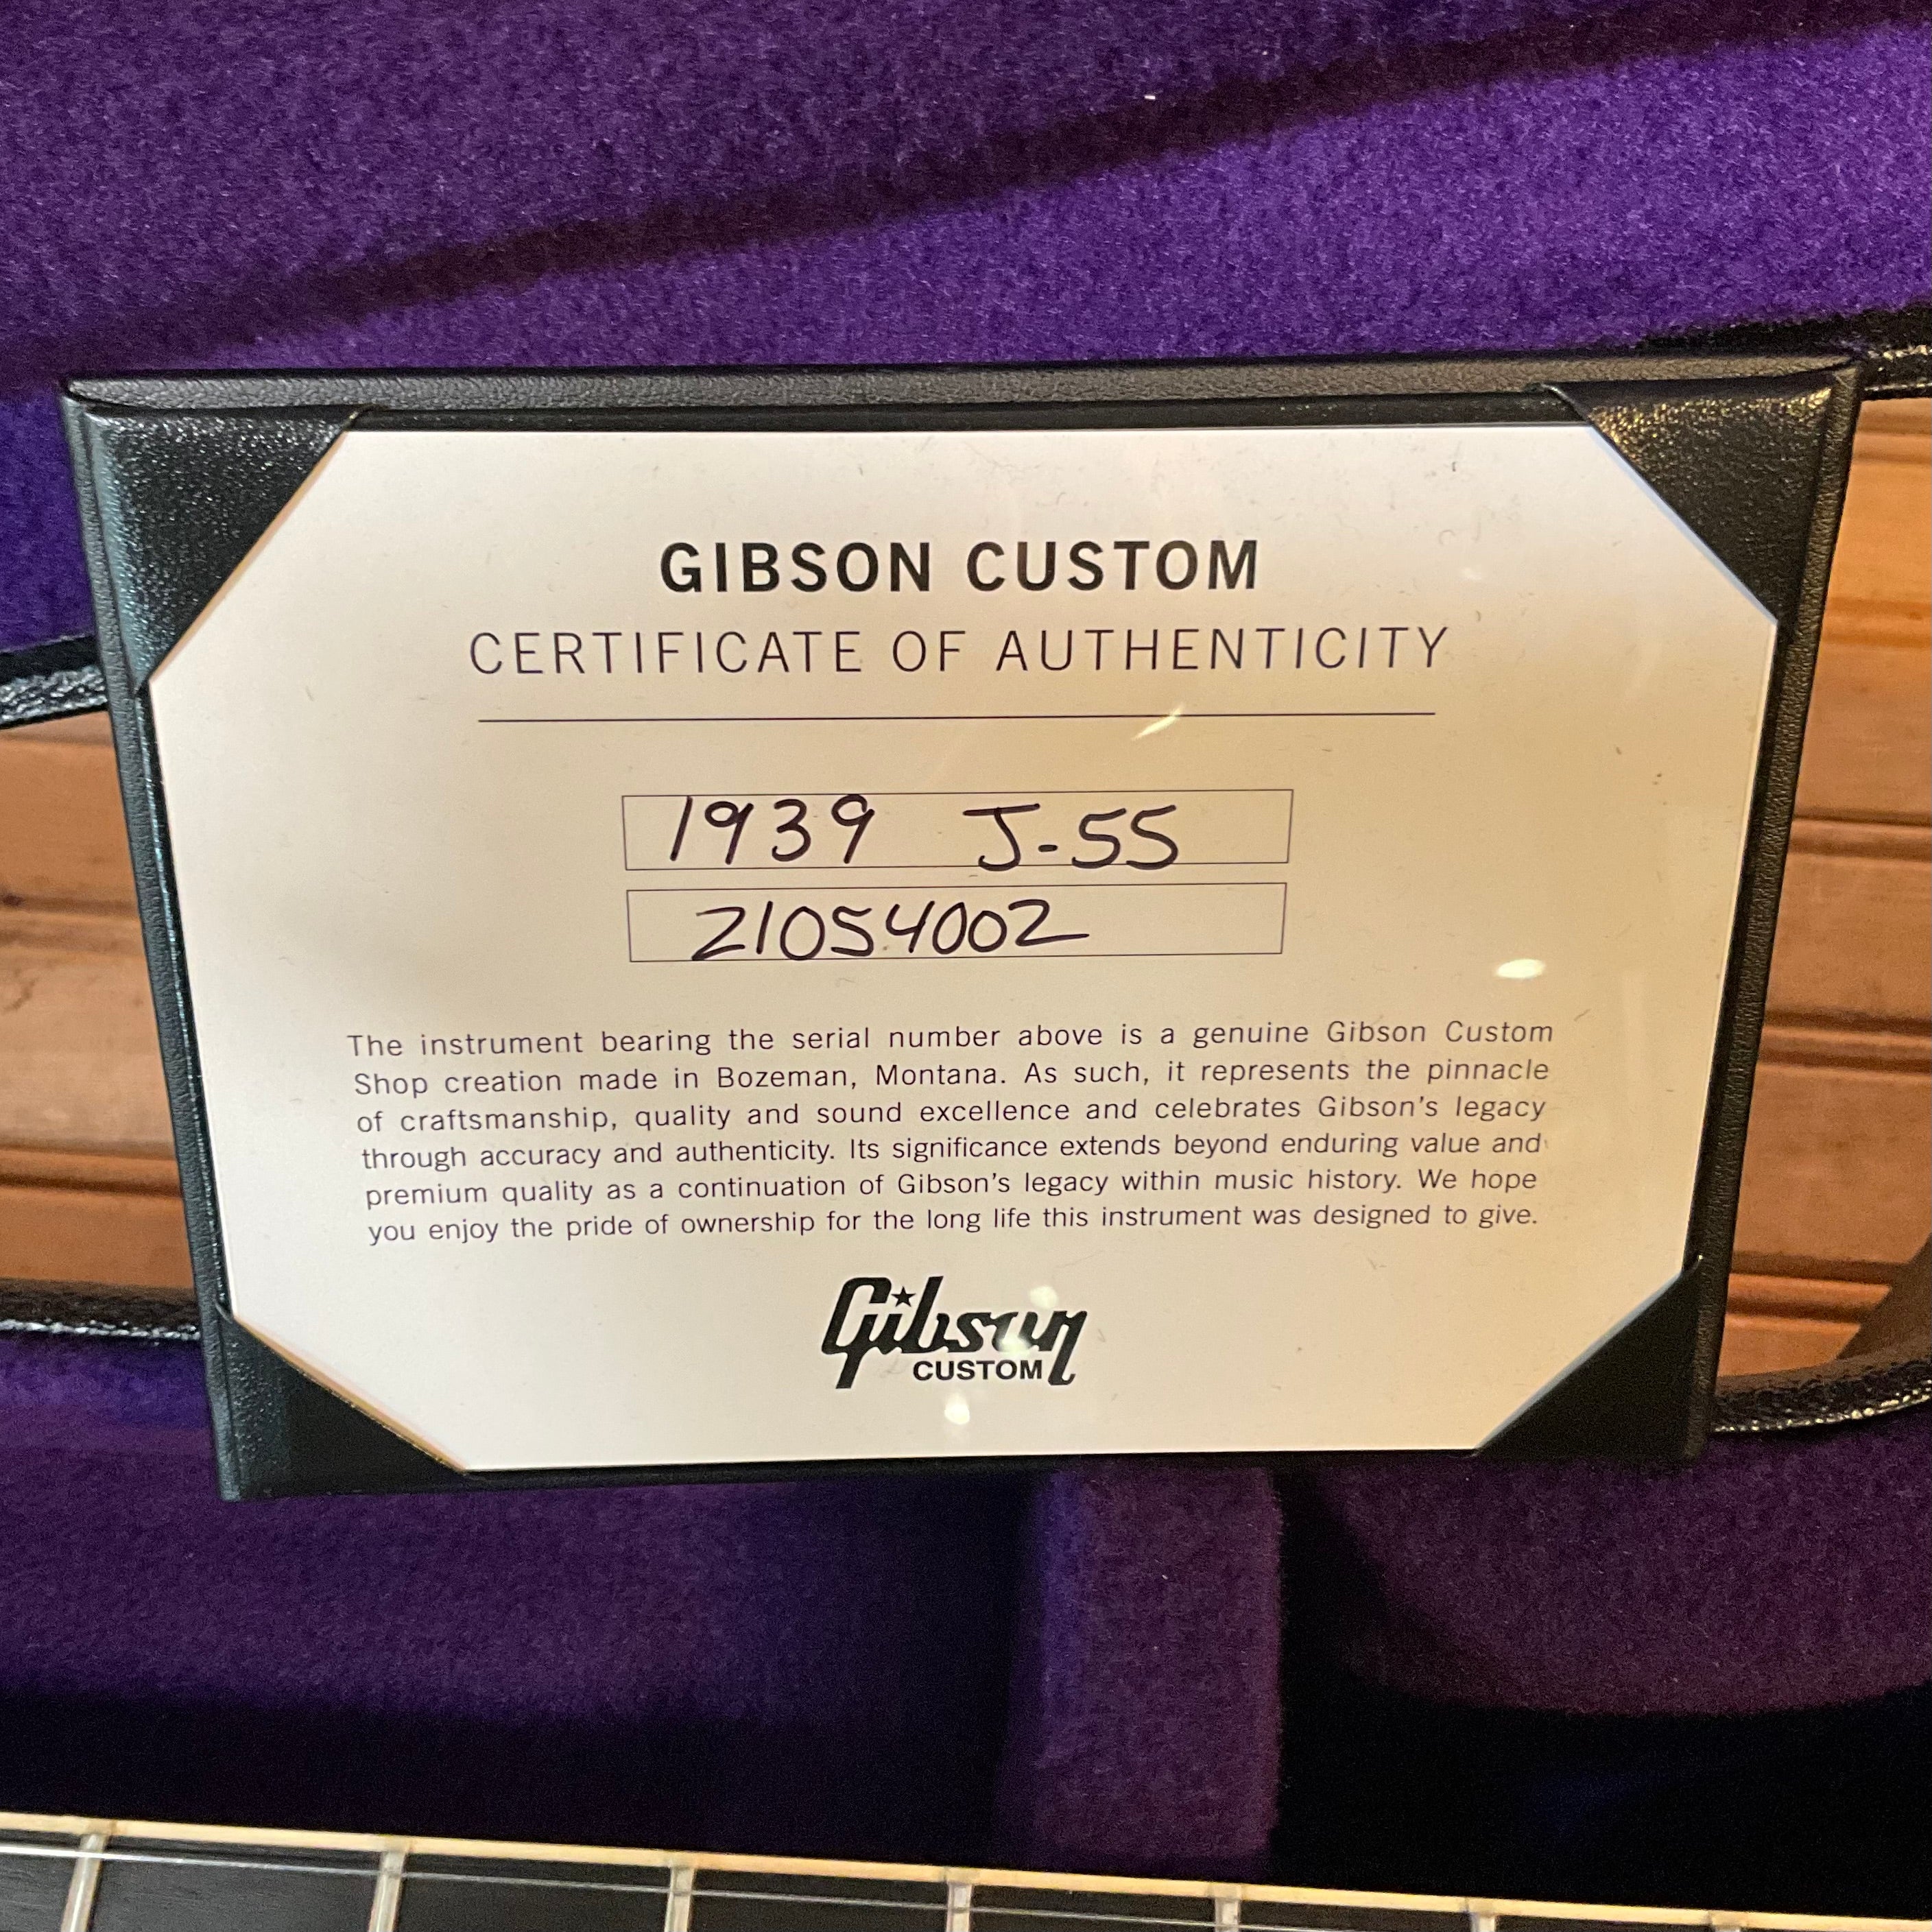 GIBSON CUSTOM
CERTIFICATE OF AUTHENTICITY
1939 J-55
21054002
The instrument bearing the serial number above is a genuine Gibson Custom
Shop creation made in Bozeman, Montana. As such, it represents the pinnacle
of craftsmanship, quality and sound excellence and celebrates Gibson's legacy
through accuracy and authenticity. Its significance extends beyond enduring value and
premium quality as a continuation of Gibson's legacy within music history. We hope
you enjoy the pride of ownership for the long life this instrument was designed to give.
Gibson
CUSTOM